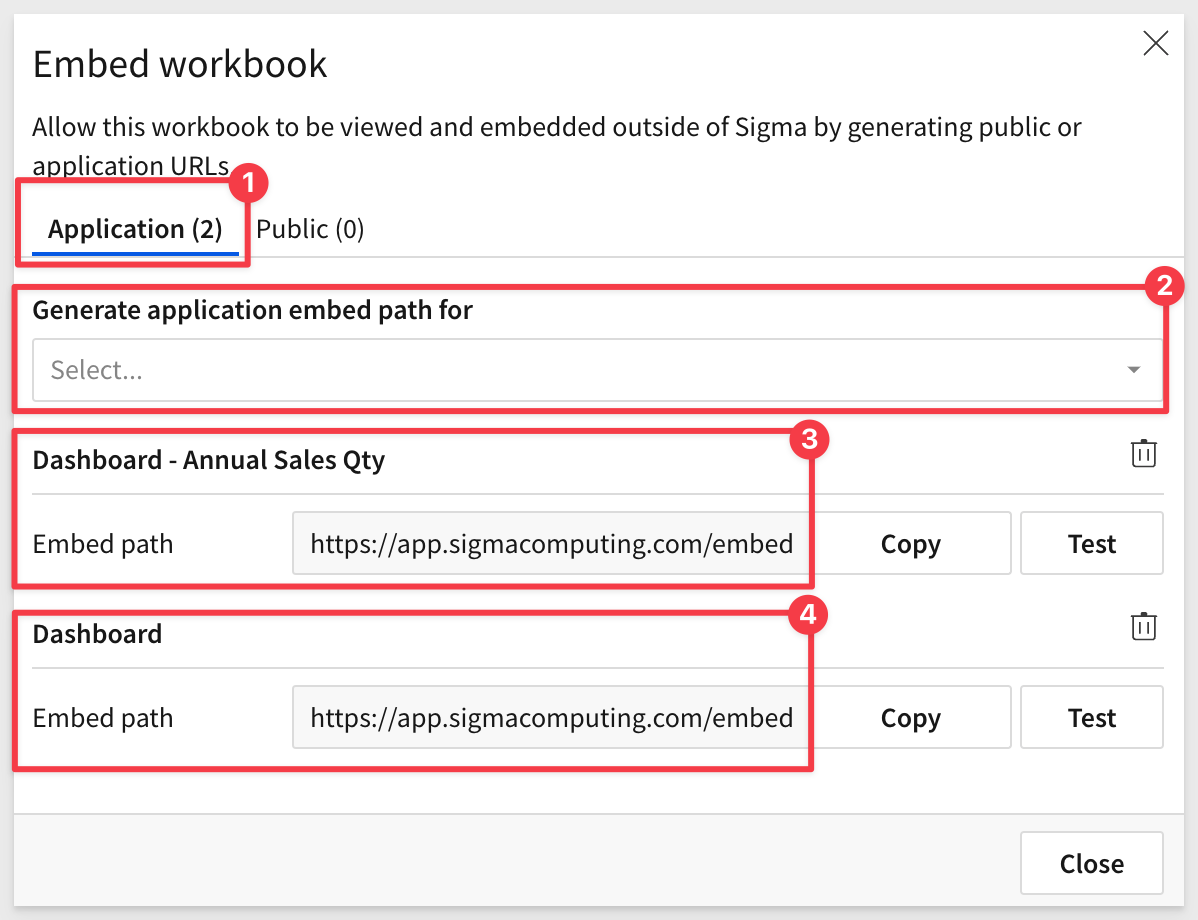 Embed workbook
Allow this workbook to be viewed and embedded outside of Sigma by generating public or
application URLs
1
Application (2) Public (0)
2
Generate application embed path for
Select...
3
Dashboard - Annual Sales Qty
Embed path https://app.sigmacomputing.com/embed Copy Test
4
Dashboard
Embed path https://app.sigmacomputing.com/embed Copy Test
Close